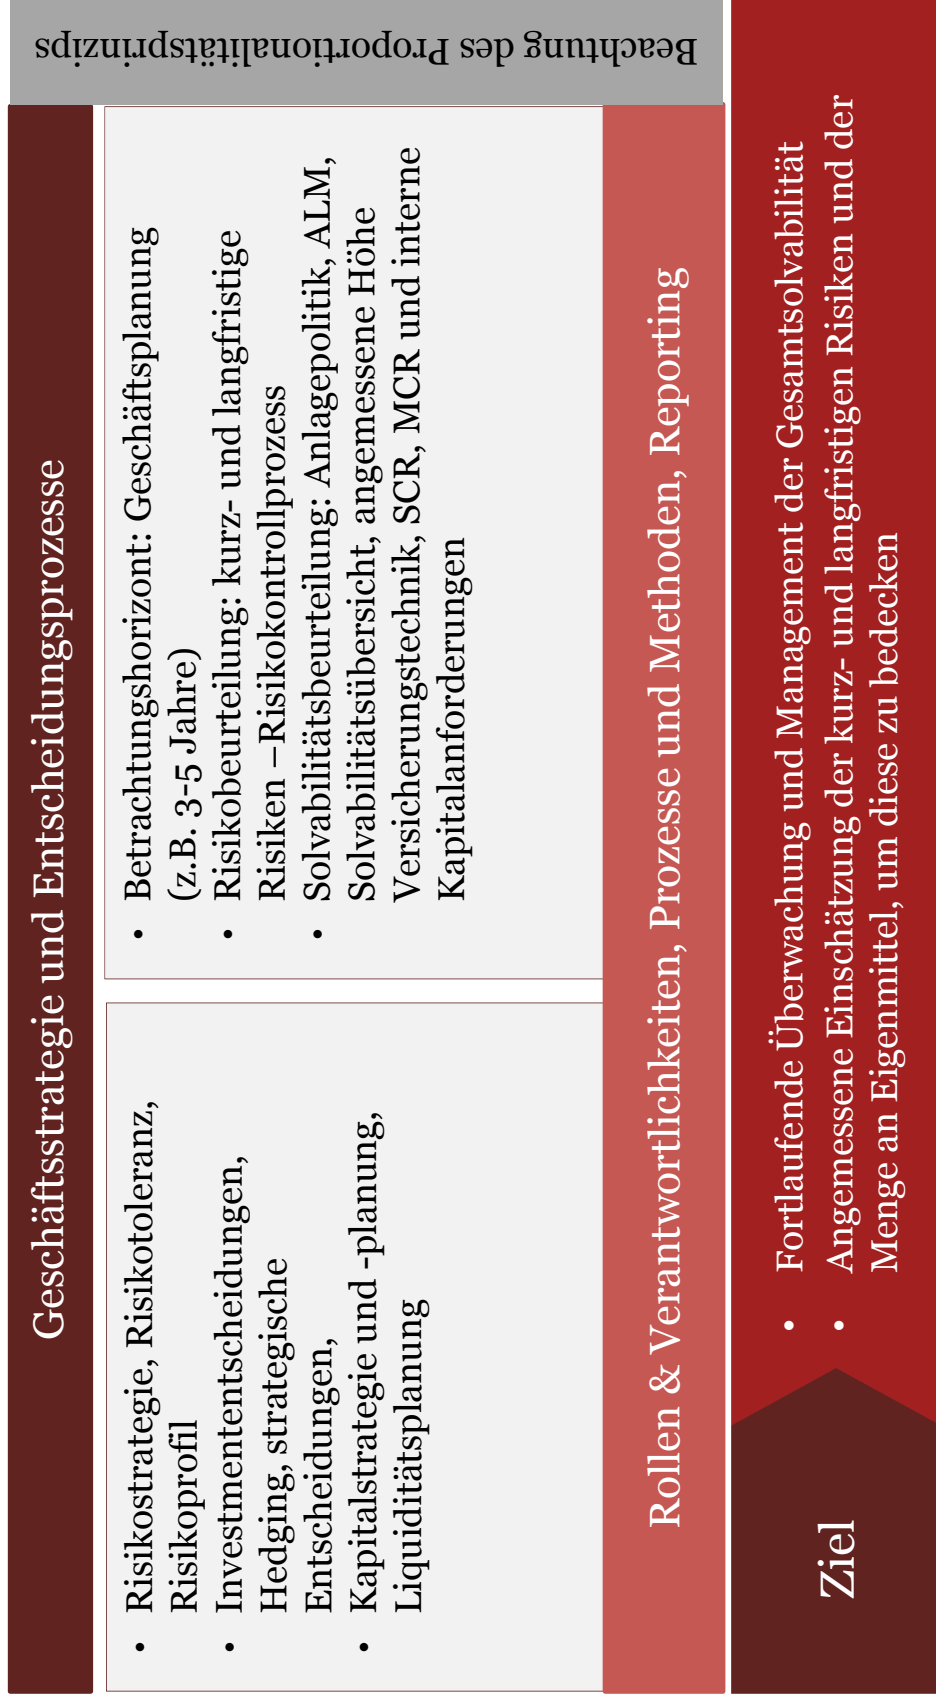 Geschäftsstrategie und Entscheidungsprozesse
• Risikostrategie, Risikotoleranz,
Risikoprofil
• Investmententscheidungen,
Hedging, strategische
Entscheidungen,
• Kapitalstrategie und -planung,
Liquiditätsplanung
• Betrachtungshorizont: Geschäftsplanung
(z.B. 3-5 Jahre)
• Risikobeurteilung: kurz- und langfristige
Risiken –Risikokontrollprozess
• Solvabilitätsbeurteilung: Anlagepolitik, ALM,
Solvabilitätsübersicht, angemessene Höhe
Versicherungstechnik, SCR, MCR und interne
Kapitalanforderungen
Beachtung des Proportionalitätsprinzips
Rollen & Verantwortlichkeiten, Prozesse und Methoden, Reporting
Ziel
• Fortlaufende Überwachung und Management der Gesamtsolvabilität
• Angemessene Einschätzung der kurz- und langfristigen Risiken und der
Menge an Eigenmittel, um diese zu bedecken